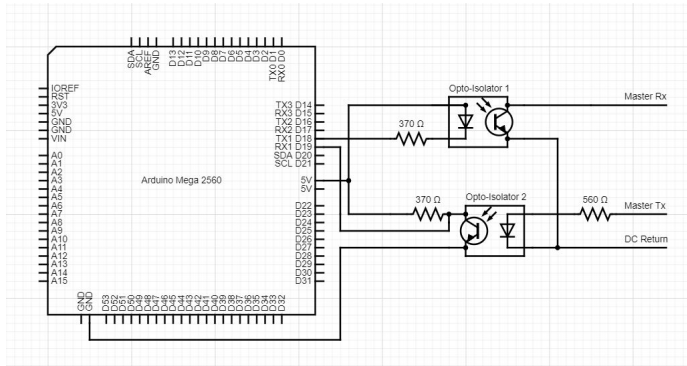 SDA
SCL
AREF
GND
D13
D12
D11
D10
D9
D8
D7
D6
D5
D4
D3
D2
TX0 D1
RX0 D0
IOREF
RST
3V3
5V
GND
GND
VIN
A0
A1
A2
A3
A4
A5
A6
A7
A8
A9
A10
A11
A12
A13
A14
A15
Arduino Mega 2560
TX3 D14
RX3 D15
TX2 D16
RX2 D17
TX1 D18
RX1 D19
SDA D20
SCL D21
5V
5V
D22
D23
D24
D25
D26
D27
D28
D29
D30
D31
GND
GND
D53
D52
D51
D50
D49
D48
D47
D46
D45
D44
D43
D42
D41
D40
D39
D38
D37
D36
D35
D34
D33
D32
Opto-Isolator 1
Master Rx
370 Ω
370 Ω
Opto-Isolator 2
560 Ω
Master Tx
DC Return